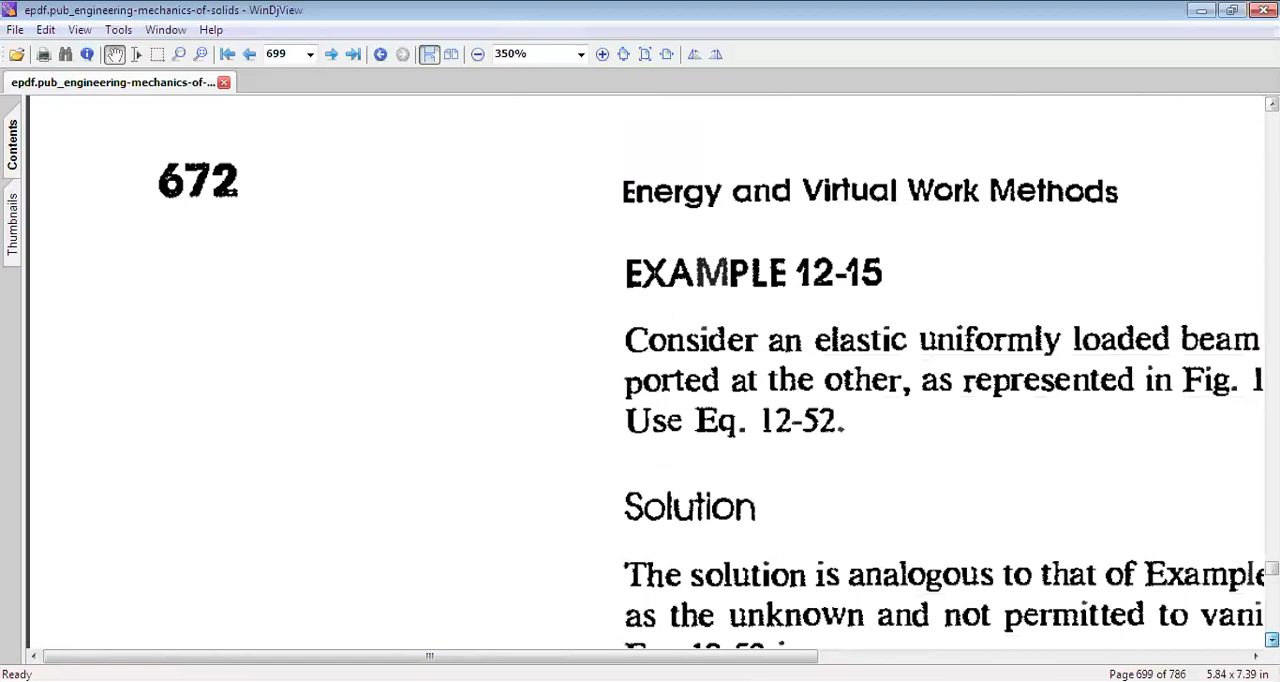 epdf.pub_engineering-mechanics-of-solids - WinDjView
File Edit View Tools Window Help
699 350%
epdf.pub_engineering-mechanics-of-...
Contents
Thumbnails
672
Energy and Virtual Work Methods
EXAMPLE 12-15
Consider an elastic uniformly loaded beam
ported at the other, as represented in Fig. 1
Use Eq. 12-52.
Solution
The solution is analogous to that of Example
as the unknown and not permitted to vani
Ready Page 699 of 786 5.84 x 7.39 in